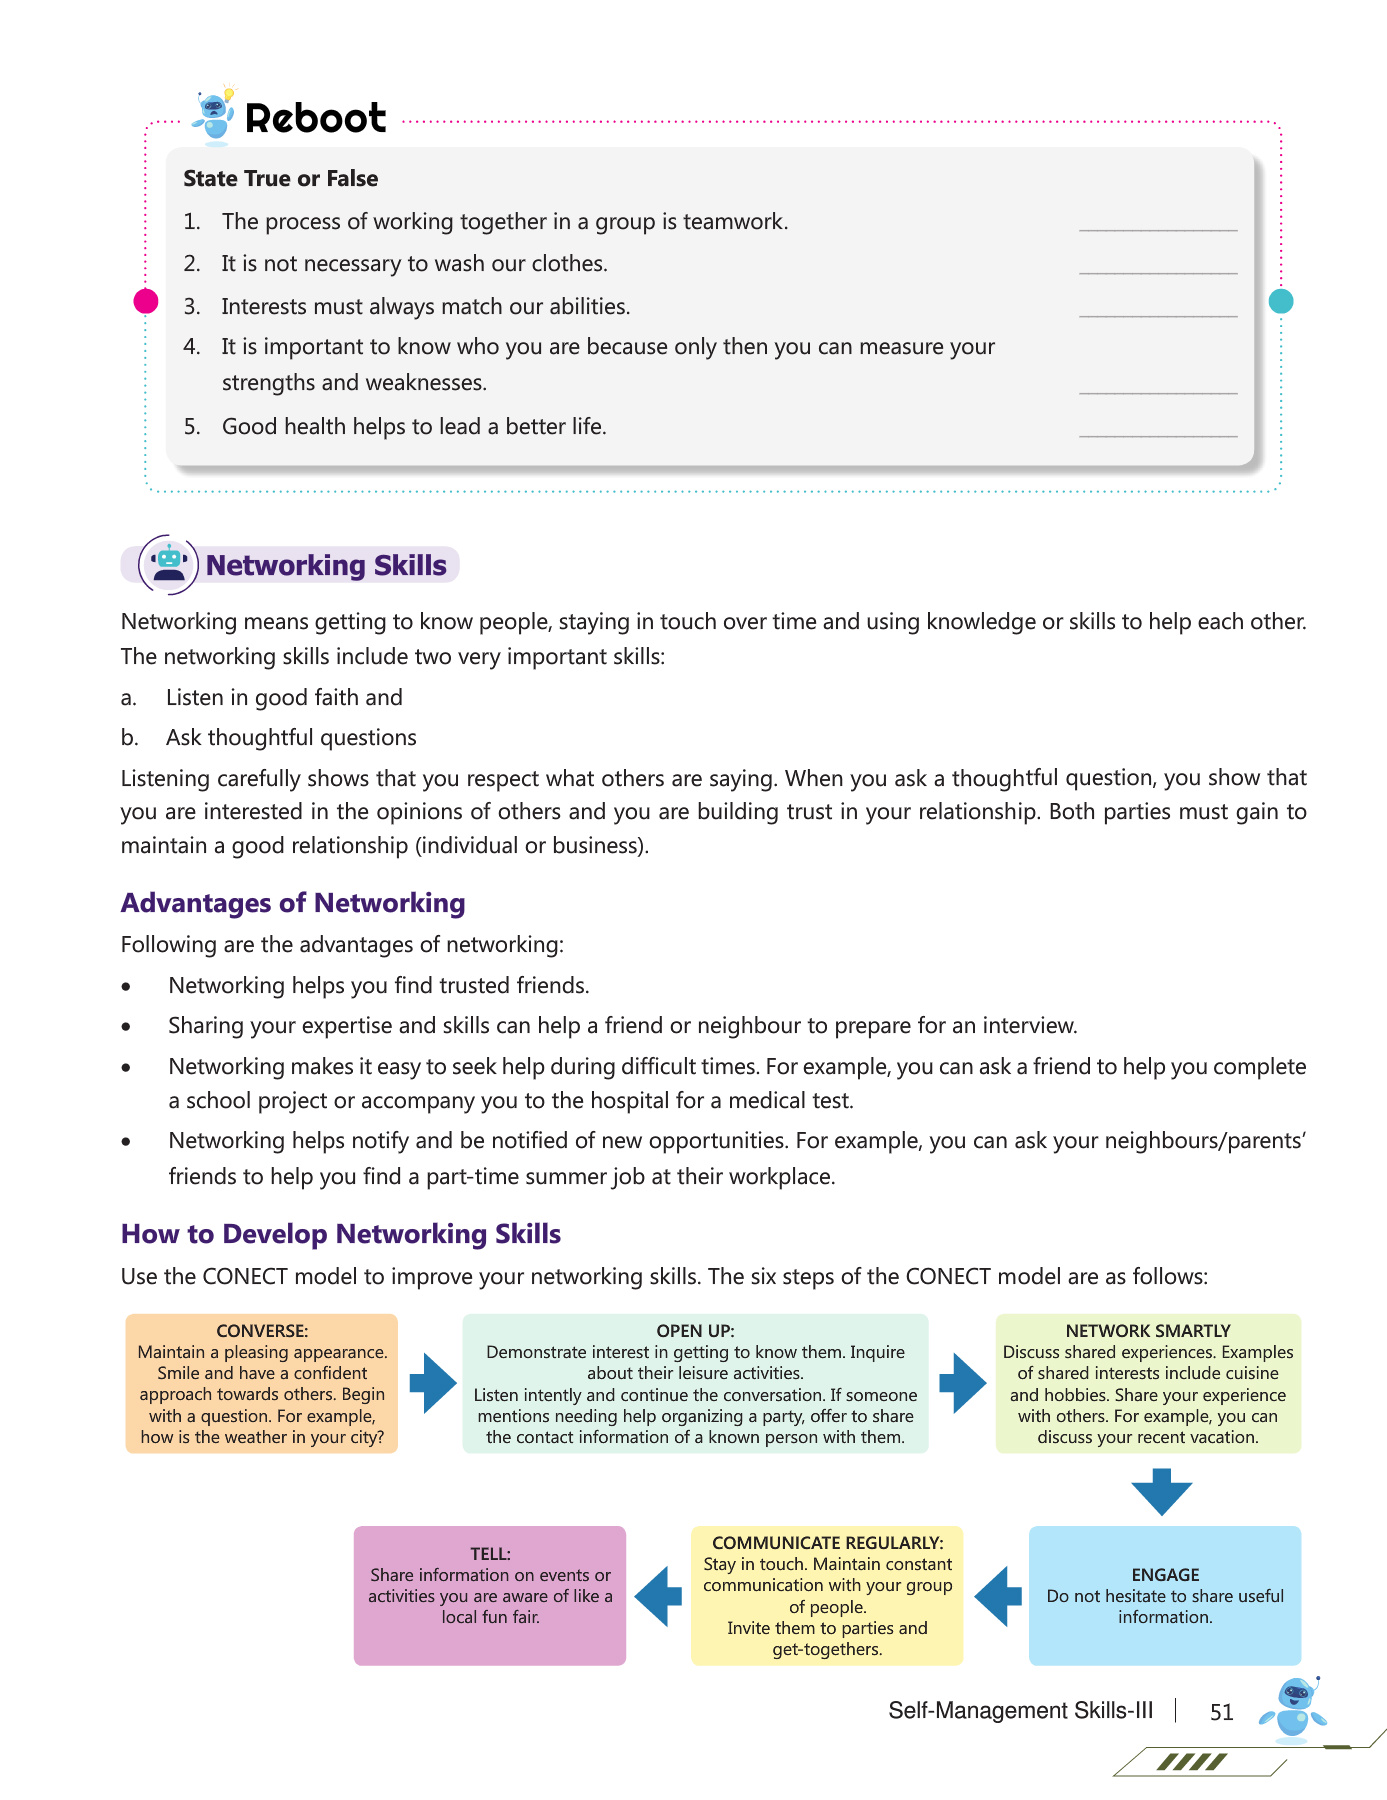 Reboot
State True or False
1. The process of working together in a group is teamwork.
2. It is not necessary to wash our clothes.
3. Interests must always match our abilities.
4. It is important to know who you are because only then you can measure your
strengths and weaknesses.
5. Good health helps to lead a better life.
Networking Skills
Networking means getting to know people, staying in touch over time and using knowledge or skills to help each other.
The networking skills include two very important skills:
a. Listen in good faith and
b. Ask thoughtful questions
Listening carefully shows that you respect what others are saying. When you ask a thoughtful question, you show that
you are interested in the opinions of others and you are building trust in your relationship. Both parties must gain to
maintain a good relationship (individual or business).
Advantages of Networking
Following are the advantages of networking:
• Networking helps you find trusted friends.
• Sharing your expertise and skills can help a friend or neighbour to prepare for an interview.
• Networking makes it easy to seek help during difficult times. For example, you can ask a friend to help you complete
a school project or accompany you to the hospital for a medical test.
• Networking helps notify and be notified of new opportunities. For example, you can ask your neighbours/parents’
friends to help you find a part-time summer job at their workplace.
How to Develop Networking Skills
Use the CONECT model to improve your networking skills. The six steps of the CONECT model are as follows:
CONVERSE:
Maintain a pleasing appearance.
Smile and have a confident
approach towards others. Begin
with a question. For example,
how is the weather in your city?
OPEN UP:
Demonstrate interest in getting to know them. Inquire
about their leisure activities.
Listen intently and continue the conversation. If someone
mentions needing help organizing a party, offer to share
the contact information of a known person with them.
NETWORK SMARTLY
Discuss shared experiences. Examples
of shared interests include cuisine
and hobbies. Share your experience
with others. For example, you can
discuss your recent vacation.
ENGAGE
Do not hesitate to share useful
information.
COMMUNICATE REGULARLY:
Stay in touch. Maintain constant
communication with your group
of people.
Invite them to parties and
get-togethers.
TELL:
Share information on events or
activities you are aware of like a
local fun fair.
Self-Management Skills-III 51